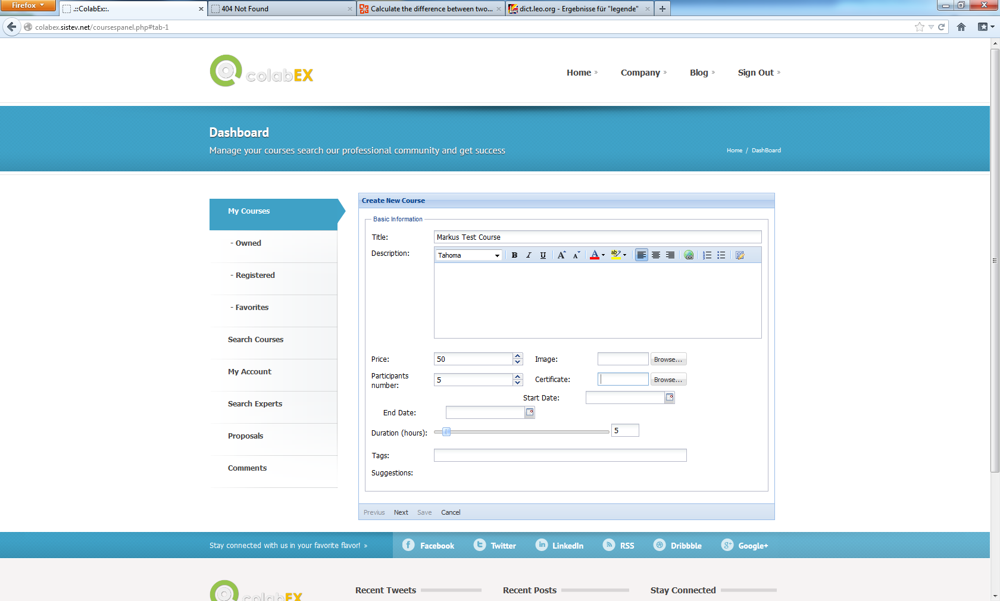 Firefox
.::ColabEx::.
404 Not Found
Calculate the difference between two...
dict.leo.org - Ergebnisse für "legende"
colabex.sistev.net/coursespanel.php#tab-1
colabEX
Home »
Company »
Blog »
Sign Out »
Dashboard
Manage your courses search our professional community and get success
Home / DashBoard
My Courses
- Owned
- Registered
- Favorites
Search Courses
My Account
Search Experts
Proposals
Comments
Create New Course
Basic Information
Title: Markus Test Course
Description:
Tahoma B I U A A A ab
Price: 50 Image: Browse...
Participants number: 5 Certificate: Browse...
Start Date:
End Date:
Duration (hours): 5
Tags:
Suggestions:
Previus Next Save Cancel
Stay connected with us in your favorite flavor! »
Facebook
Twitter
LinkedIn
RSS
Dribbble
Google+
colabEX
Recent Tweets
Recent Posts
Stay Connected